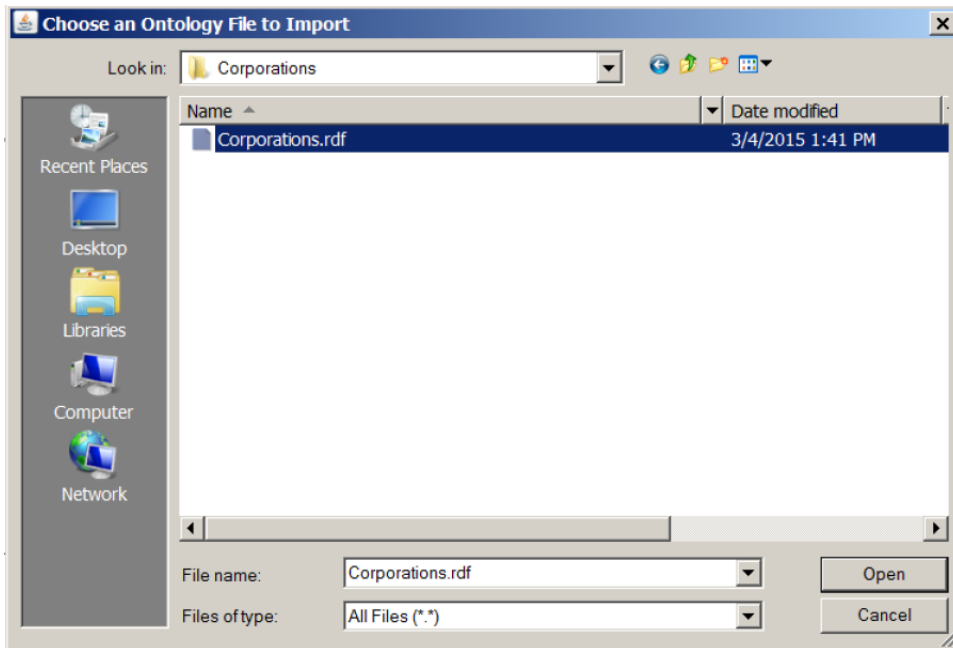 Choose an Ontology File to Import
Look in: Corporations
Name Date modified
Corporations.rdf 3/4/2015 1:41 PM
Recent Places
Desktop
Libraries
Computer
Network
File name: Corporations.rdf Open
Files of type: All Files (*.*) Cancel